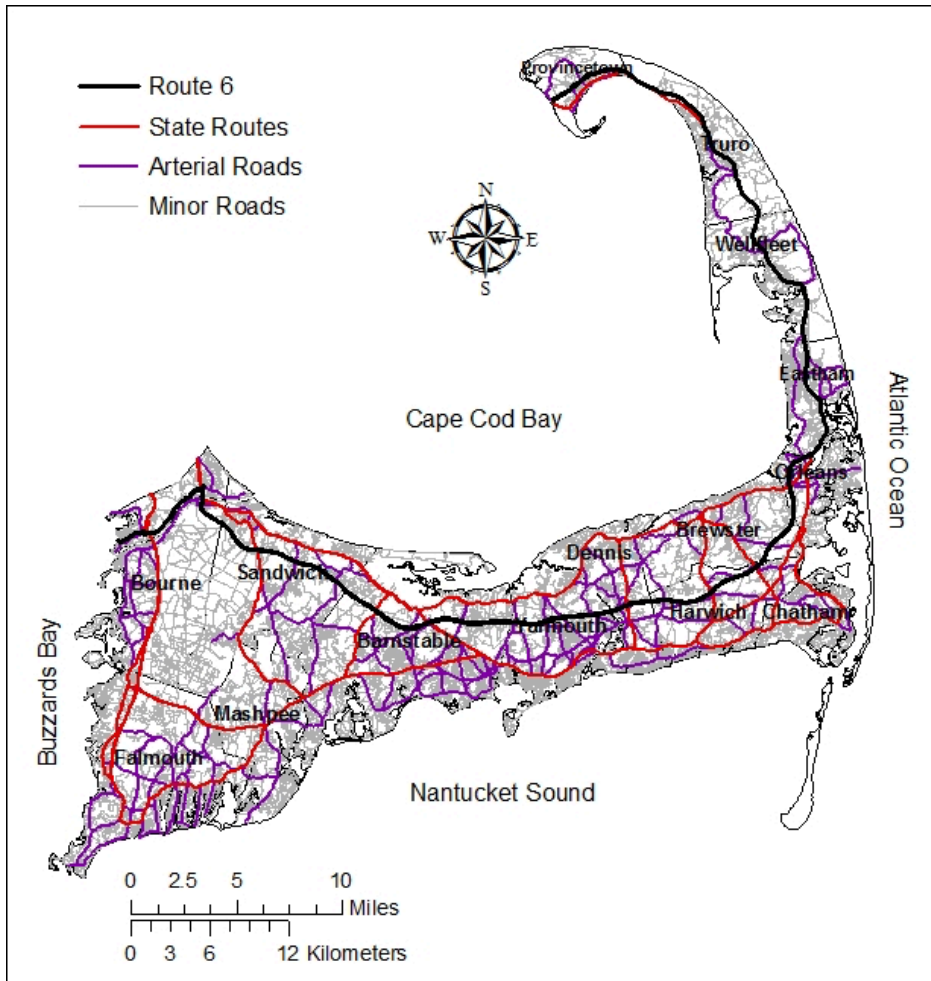 Route 6
State Routes
Arterial Roads
Minor Roads
N
W
E
S
Provincetown
Truro
Wellfleet
Eastham
Orleans
Cape Cod Bay
Atlantic Ocean
Brewster
Dennis
Sandwich
Bourne
Harwich
Chatham
Yarmouth
Barnstable
Mashpee
Falmouth
Buzzards Bay
Nantucket Sound
0 2.5 5 10
Miles
0 3 6 12 Kilometers